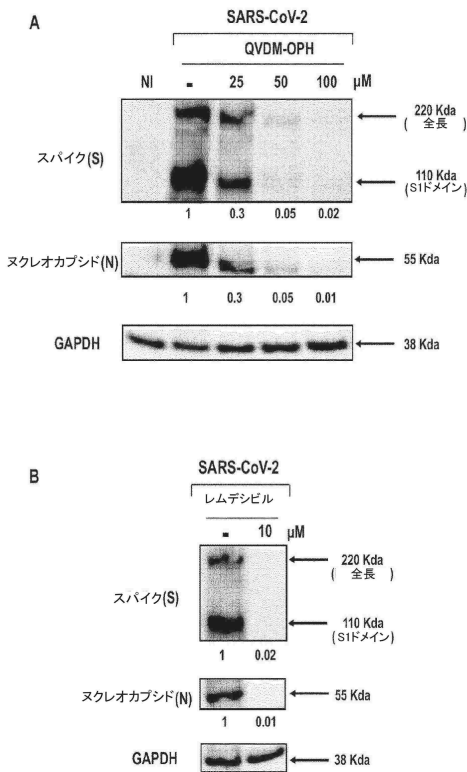 A
SARS-CoV-2
QVDM-OPH
NI - 25 50 100 μM
スパイク(S)
220 Kda
( 全長 )
110 Kda
(S1ドメイン)
1 0.3 0.05 0.02
ヌクレオカプシド(N)
55 Kda
1 0.3 0.05 0.01
GAPDH
38 Kda
B
SARS-CoV-2
レムデシビル
- 10 μM
スパイク(S)
220 Kda
( 全長 )
110 Kda
(S1ドメイン)
1 0.02
ヌクレオカプシド(N)
55 Kda
1 0.01
GAPDH
38 Kda